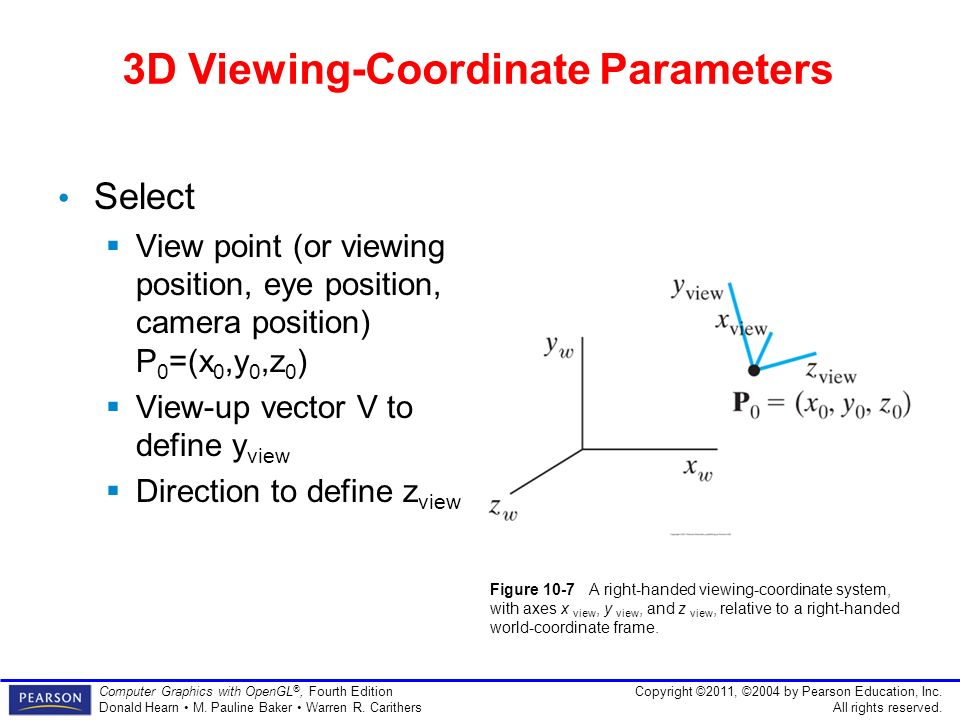 3D Viewing-Coordinate Parameters
• Select
▪ View point (or viewing
position, eye position,
camera position)
P0=(x0,y0,z0)
▪ View-up vector V to
define yview
▪ Direction to define zview
yview
xview
zview
P0 = (x0, y0, z0)
yw
xw
zw
Figure 10-7 A right-handed viewing-coordinate system,
with axes x view, y view, and z view, relative to a right-handed
world-coordinate frame.
PEARSON
Computer Graphics with OpenGL®, Fourth Edition
Donald Hearn • M. Pauline Baker • Warren R. Carithers
Copyright ©2011, ©2004 by Pearson Education, Inc.
All rights reserved.